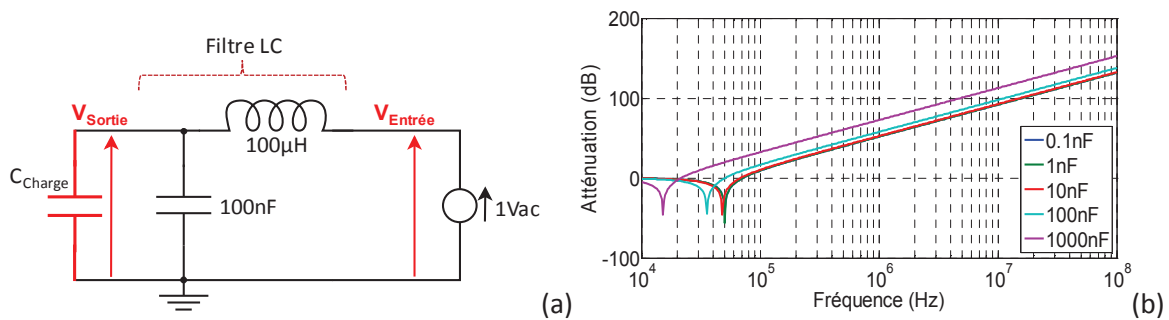 Filtre LC
V_Sortie
V_Entrée
100µH
C_Charge
100nF
1Vac
(a)
200
100
0
-100
Atténuation (dB)
10^4
10^5
10^6
10^7
10^8
Fréquence (Hz)
0.1nF
1nF
10nF
100nF
1000nF
(b)